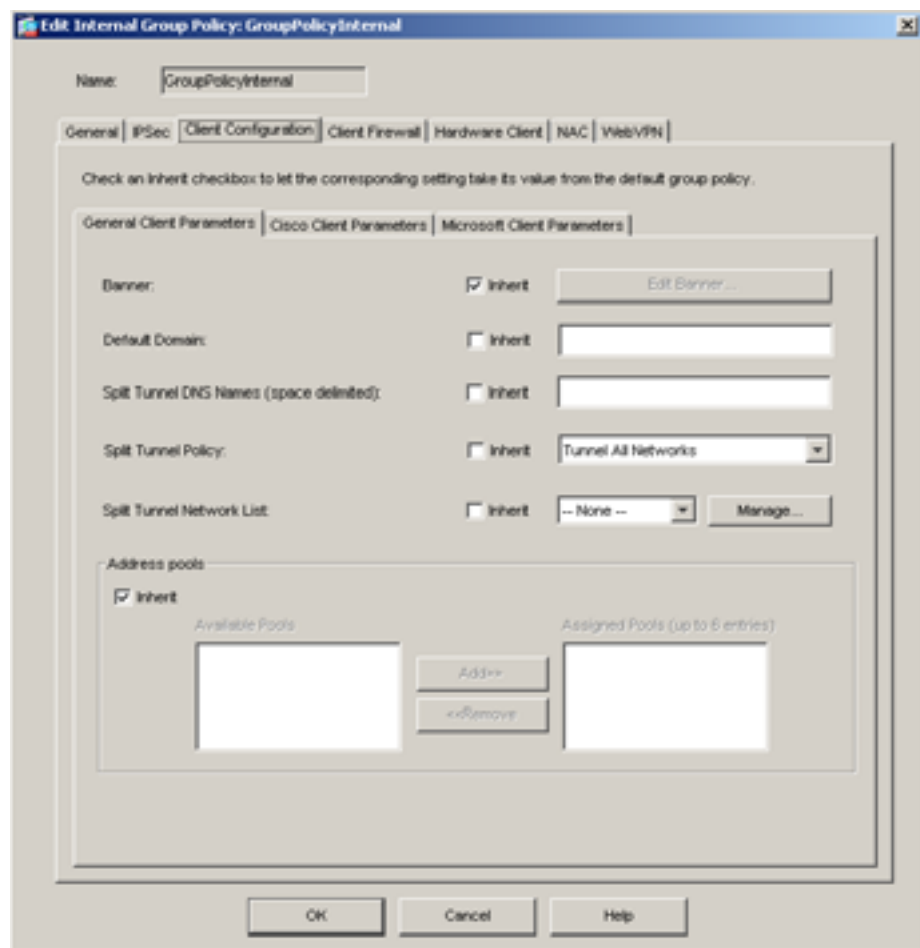 Edit Internal Group Policy: GroupPolicyInternal
Name: GroupPolicyInternal
General IPSec Client Configuration Client Firewall Hardware Client NAC WebVPN
Check an Inherit checkbox to let the corresponding setting take its value from the default group policy.
General Client Parameters Cisco Client Parameters Microsoft Client Parameters
Banner: Inherit Edit Banner...
Default Domain: Inherit
Split Tunnel DNS Names (space delimited): Inherit
Split Tunnel Policy: Inherit Tunnel All Networks
Split Tunnel Network List: Inherit -- None -- Manage...
Address pools
Inherit
Available Pools Assigned Pools (up to 6 entries)
Add>>
<<Remove
OK Cancel Help